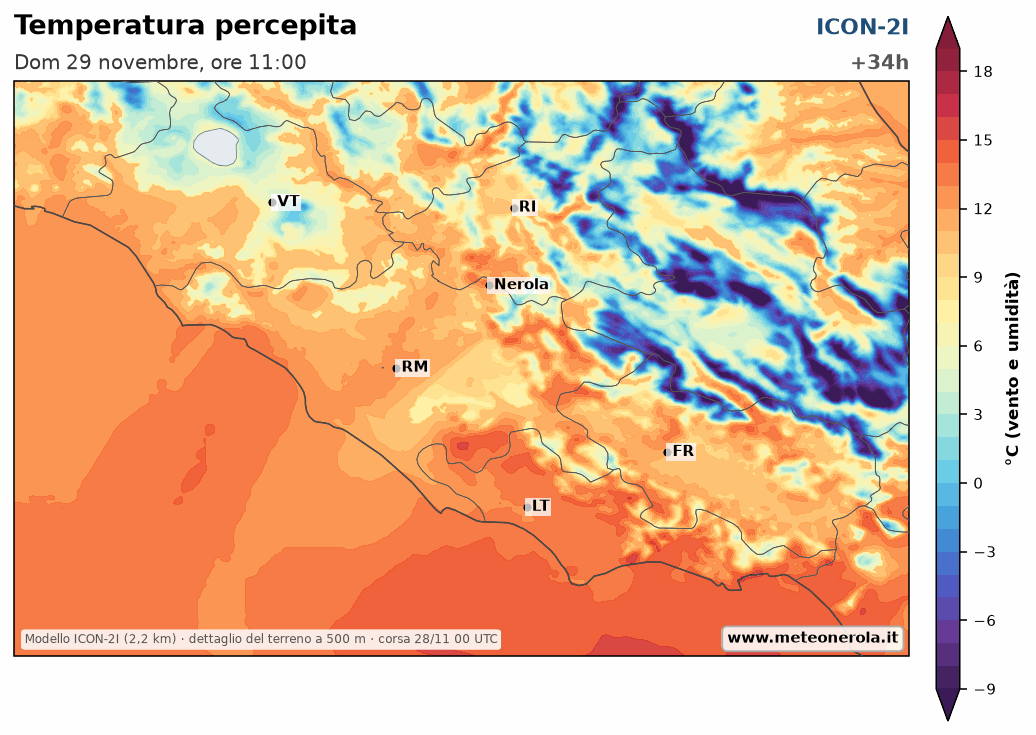 Temperatura percepita
ICON-2I
Dom 29 novembre, ore 11:00
+34h
VT
RI
Nerola
RM
FR
LT
Modello ICON-2I (2,2 km) · dettaglio del terreno a 500 m · corsa 28/11 00 UTC
www.meteonerola.it
18
15
12
9
6
3
0
−3
−6
−9
°C (vento e umidità)